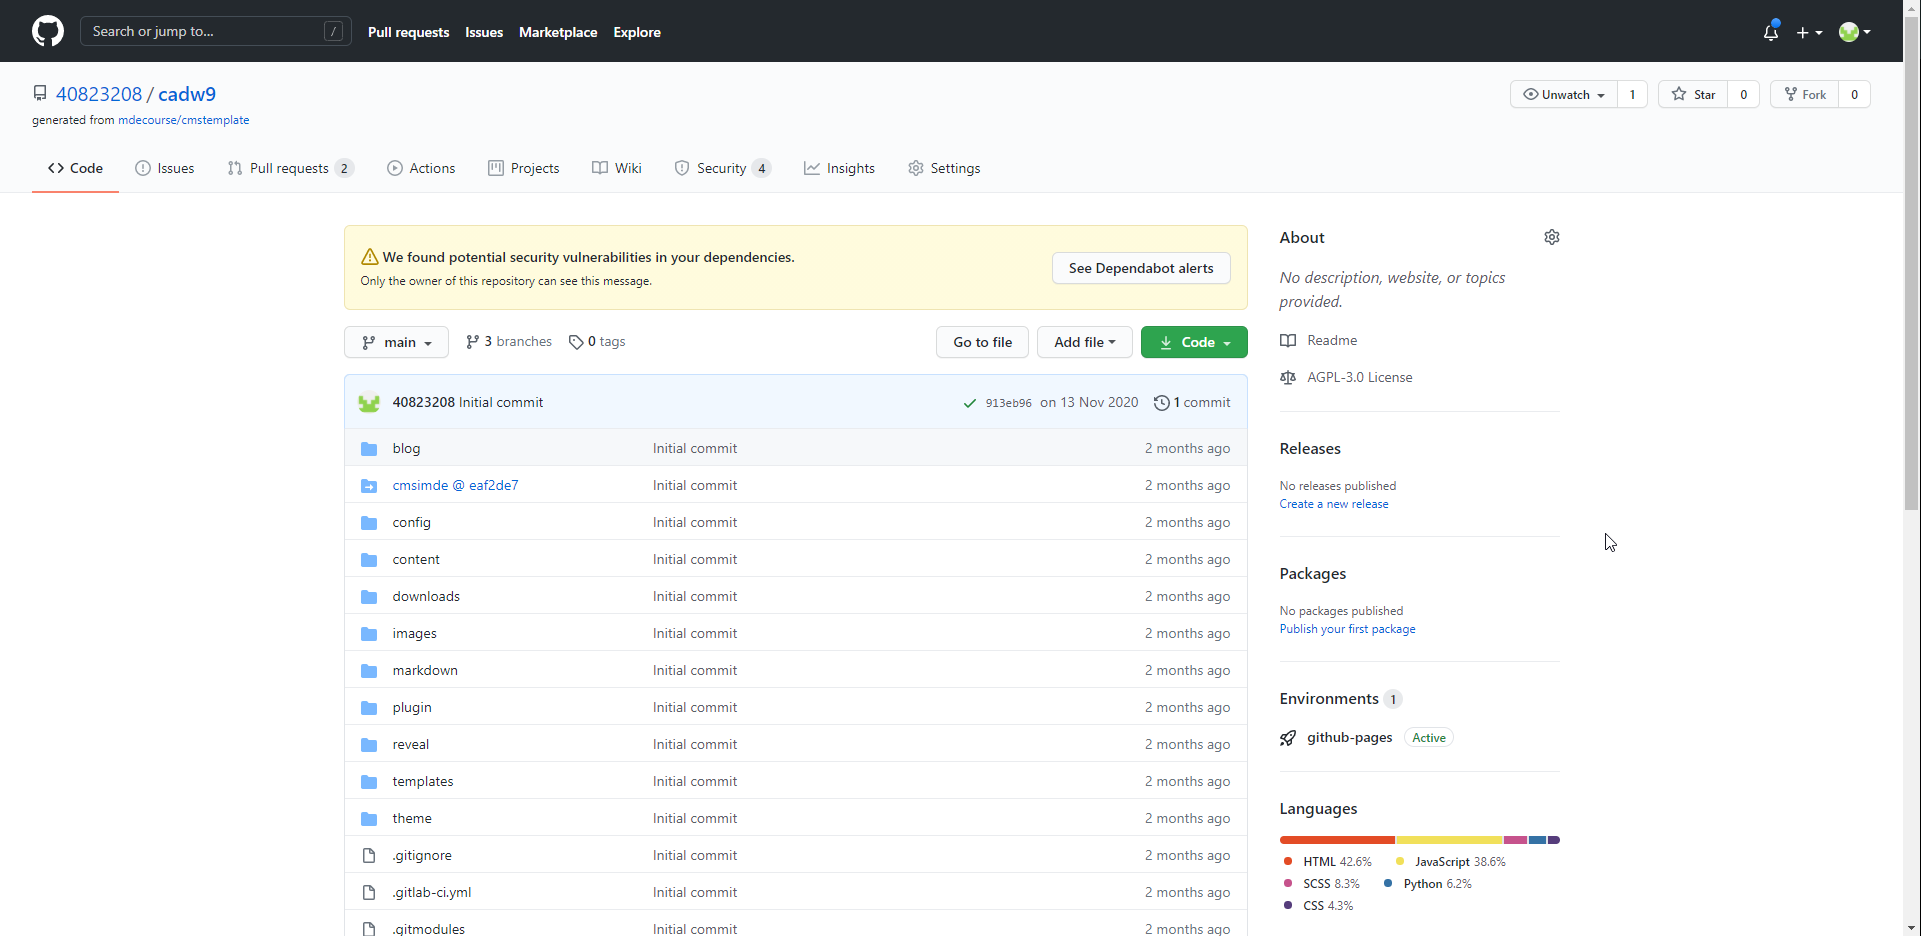 Search or jump to...
/
Pull requests Issues Marketplace Explore
40823208 / cadw9
generated from mdecourse/cmstemplate
Unwatch 1 Star 0 Fork 0
Code Issues Pull requests 2 Actions Projects Wiki Security 4 Insights Settings
We found potential security vulnerabilities in your dependencies.
Only the owner of this repository can see this message.
See Dependabot alerts
main 3 branches 0 tags Go to file Add file Code
40823208 Initial commit 913eb96 on 13 Nov 2020 1 commit
blog Initial commit 2 months ago
cmsimde @ eaf2de7 Initial commit 2 months ago
config Initial commit 2 months ago
content Initial commit 2 months ago
downloads Initial commit 2 months ago
images Initial commit 2 months ago
markdown Initial commit 2 months ago
plugin Initial commit 2 months ago
reveal Initial commit 2 months ago
templates Initial commit 2 months ago
theme Initial commit 2 months ago
.gitignore Initial commit 2 months ago
.gitlab-ci.yml Initial commit 2 months ago
.gitmodules Initial commit 2 months ago
About
No description, website, or topics
provided.
Readme
AGPL-3.0 License
Releases
No releases published
Create a new release
Packages
No packages published
Publish your first package
Environments 1
github-pages Active
Languages
HTML 42.6% JavaScript 38.6%
SCSS 8.3% Python 6.2%
CSS 4.3%